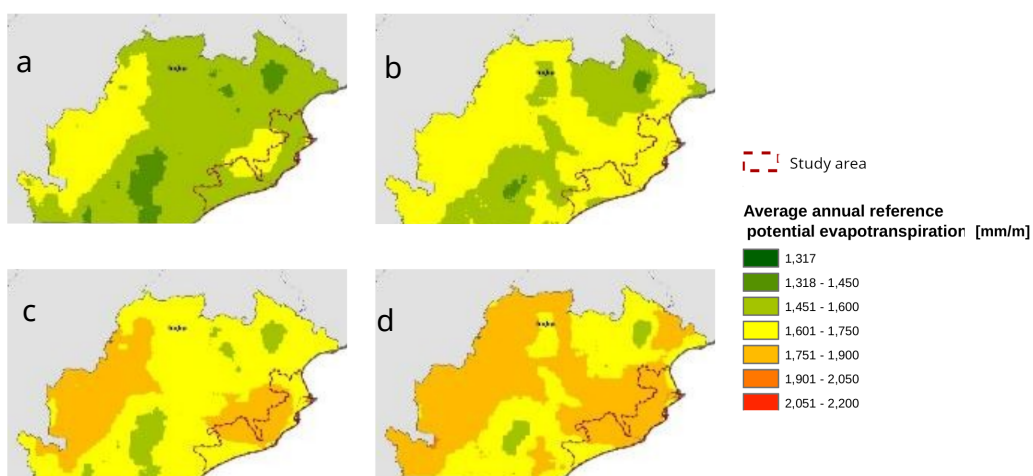 a
b
c
d
Study area
Average annual reference
potential evapotranspiration [mm/m]
1,317
1,318 - 1,450
1,451 - 1,600
1,601 - 1,750
1,751 - 1,900
1,901 - 2,050
2,051 - 2,200